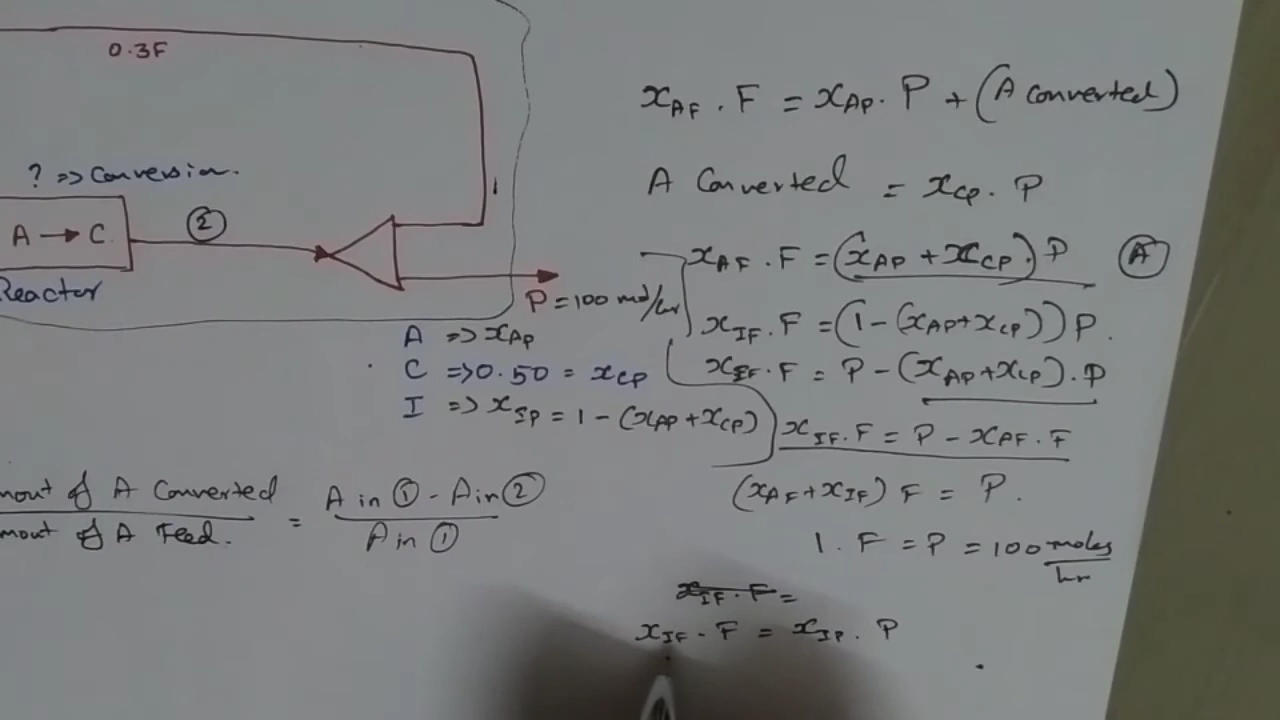 0.3F
? => Conversion.
A → C.
Reactor
②
P = 100 mol/hr
A => x_AP
C => 0.50 = x_CP
I => x_IP = 1 - (x_AP + x_CP)
mout of A Converted / mout of A Feed. = A in ① - A in ② / A in ①
x_AF . F = x_AP . P + (A converted)
A Converted = x_CP . P
x_AF . F = (x_AP + x_CP) . P Ⓐ
x_IF . F = (1 - (x_AP + x_CP)) P.
x_IF . F = P - (x_AP + x_CP) . P
x_IF . F = P - x_AF . F
(x_AF + x_IF) F = P.
1 . F = P = 100 moles/hr
x_IF . F =
x_IF . F = x_IP . P